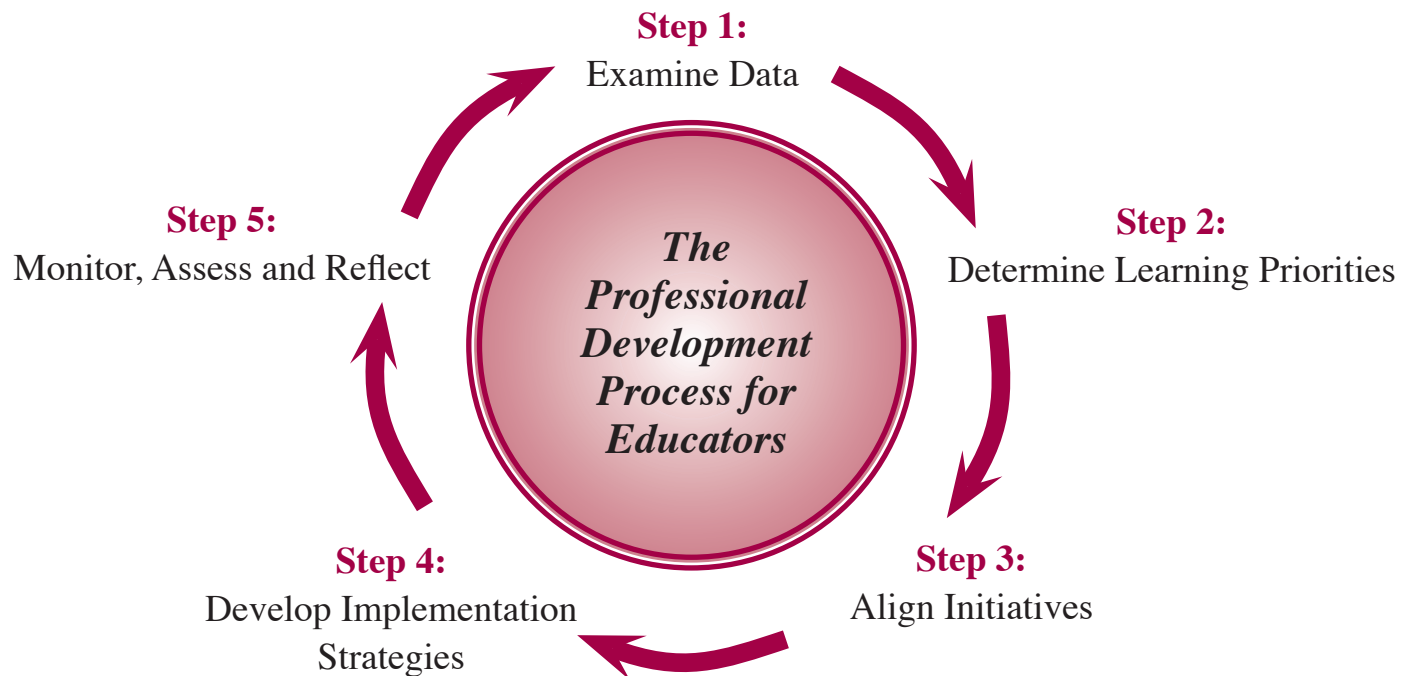 Step 1:
Examine Data
Step 2:
Determine Learning Priorities
Step 3:
Align Initiatives
Step 4:
Develop Implementation
Strategies
Step 5:
Monitor, Assess and Reflect
The
Professional
Development
Process for
Educators